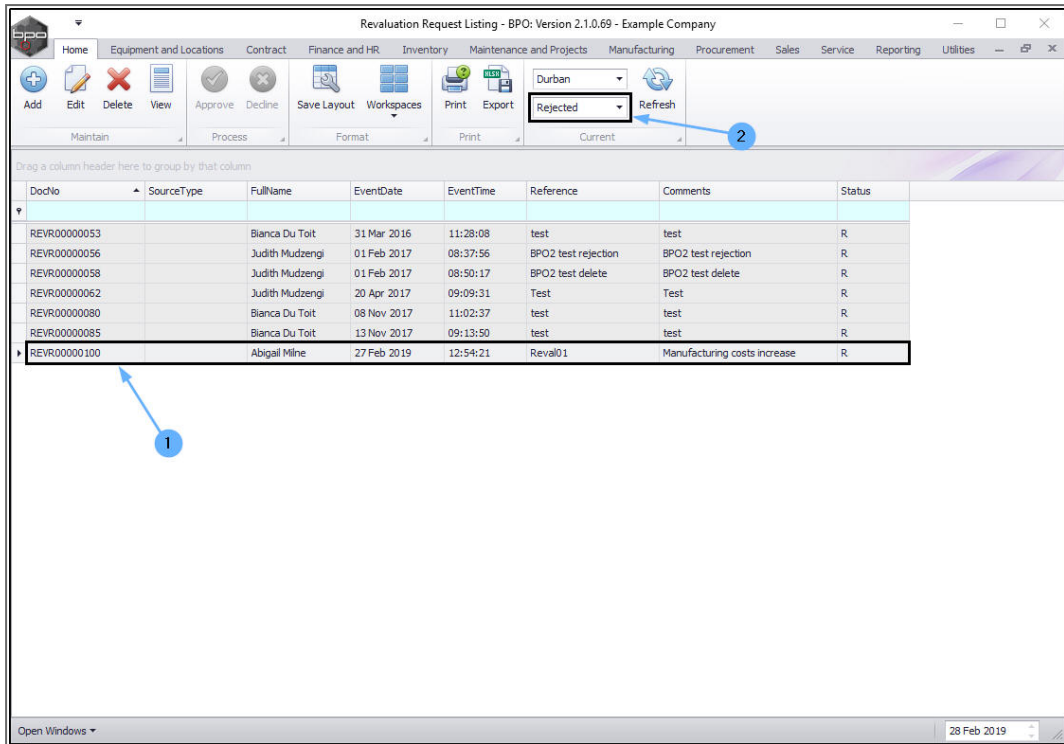 bpo
Revaluation Request Listing - BPO: Version 2.1.0.69 - Example Company
Home Equipment and Locations Contract Finance and HR Inventory Maintenance and Projects Manufacturing Procurement Sales Service Reporting Utilities
Add Edit Delete View Approve Decline Save Layout Workspaces Print Export Durban Refresh
XLSX
Rejected
Maintain Process Format Print Current
2
Drag a column header here to group by that column
DocNo SourceType FullName EventDate EventTime Reference Comments Status
REVR00000053 Bianca Du Toit 31 Mar 2016 11:28:08 test test R
REVR00000056 Judith Mudzengi 01 Feb 2017 08:37:56 BPO2 test rejection BPO2 test rejection R
REVR00000058 Judith Mudzengi 01 Feb 2017 08:50:17 BPO2 test delete BPO2 test delete R
REVR00000062 Judith Mudzengi 20 Apr 2017 09:09:31 Test Test R
REVR00000080 Bianca Du Toit 08 Nov 2017 11:02:37 test test R
REVR00000085 Bianca Du Toit 13 Nov 2017 09:13:50 test test R
REVR00000100 Abigail Milne 27 Feb 2019 12:54:21 Reval01 Manufacturing costs increase R
1
Open Windows 28 Feb 2019